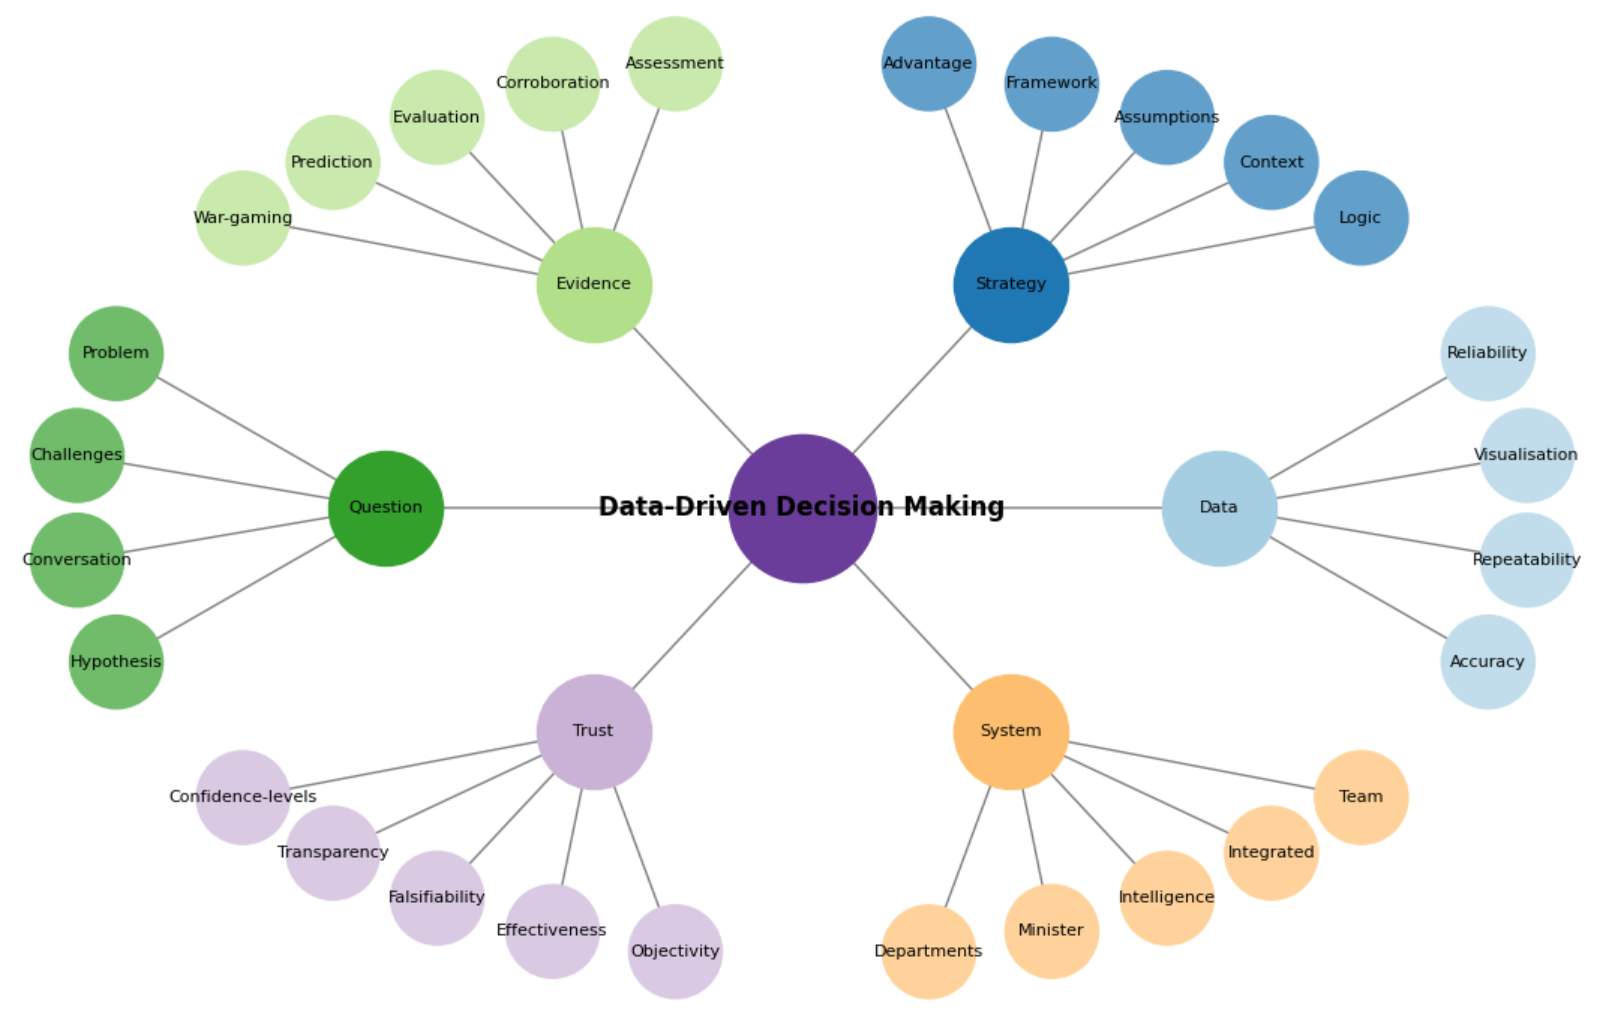 Assessment
Corroboration
Evaluation
Prediction
War-gaming
Evidence
Advantage
Framework
Assumptions
Context
Logic
Strategy
Problem
Challenges
Conversation
Hypothesis
Question
Data-Driven Decision Making
Data
Reliability
Visualisation
Repeatability
Accuracy
Trust
Confidence-levels
Transparency
Falsifiability
Effectiveness
Objectivity
System
Team
Integrated
Intelligence
Minister
Departments